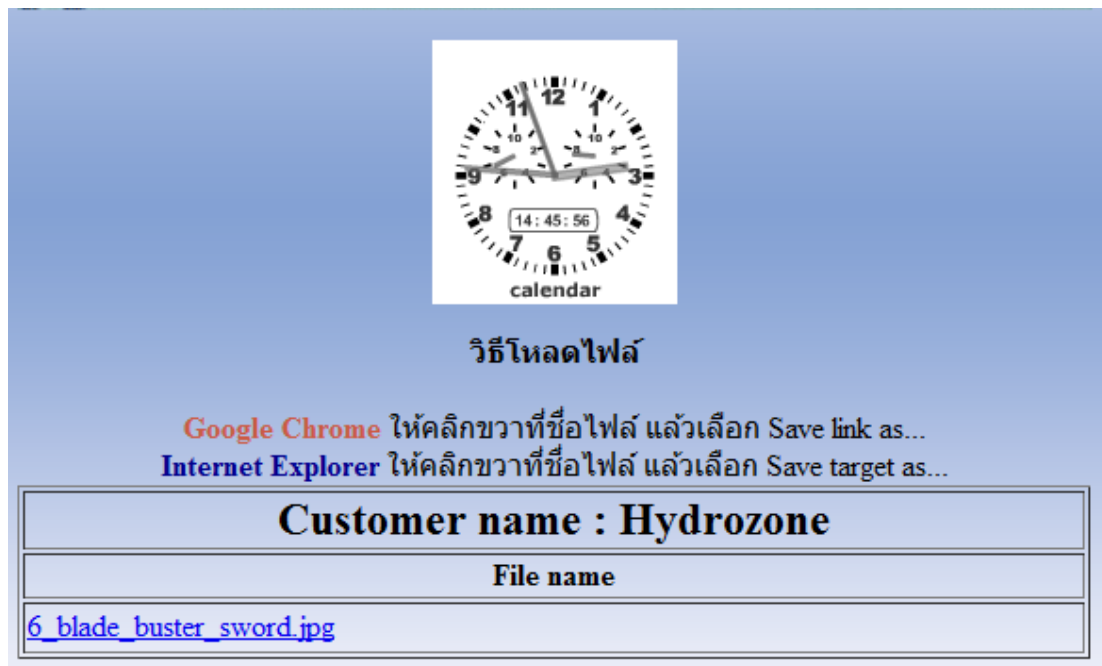 12
11
1
10
10
8
2
8
2
9
3
8
14:45:56
4
7
6
5
calendar
วิธีโหลดไฟล์
Google Chrome ให้คลิกขวาที่ชื่อไฟล์ แล้วเลือก Save link as...
Internet Explorer ให้คลิกขวาที่ชื่อไฟล์ แล้วเลือก Save target as...
Customer name : Hydrozone
File name
6_blade_buster_sword.jpg